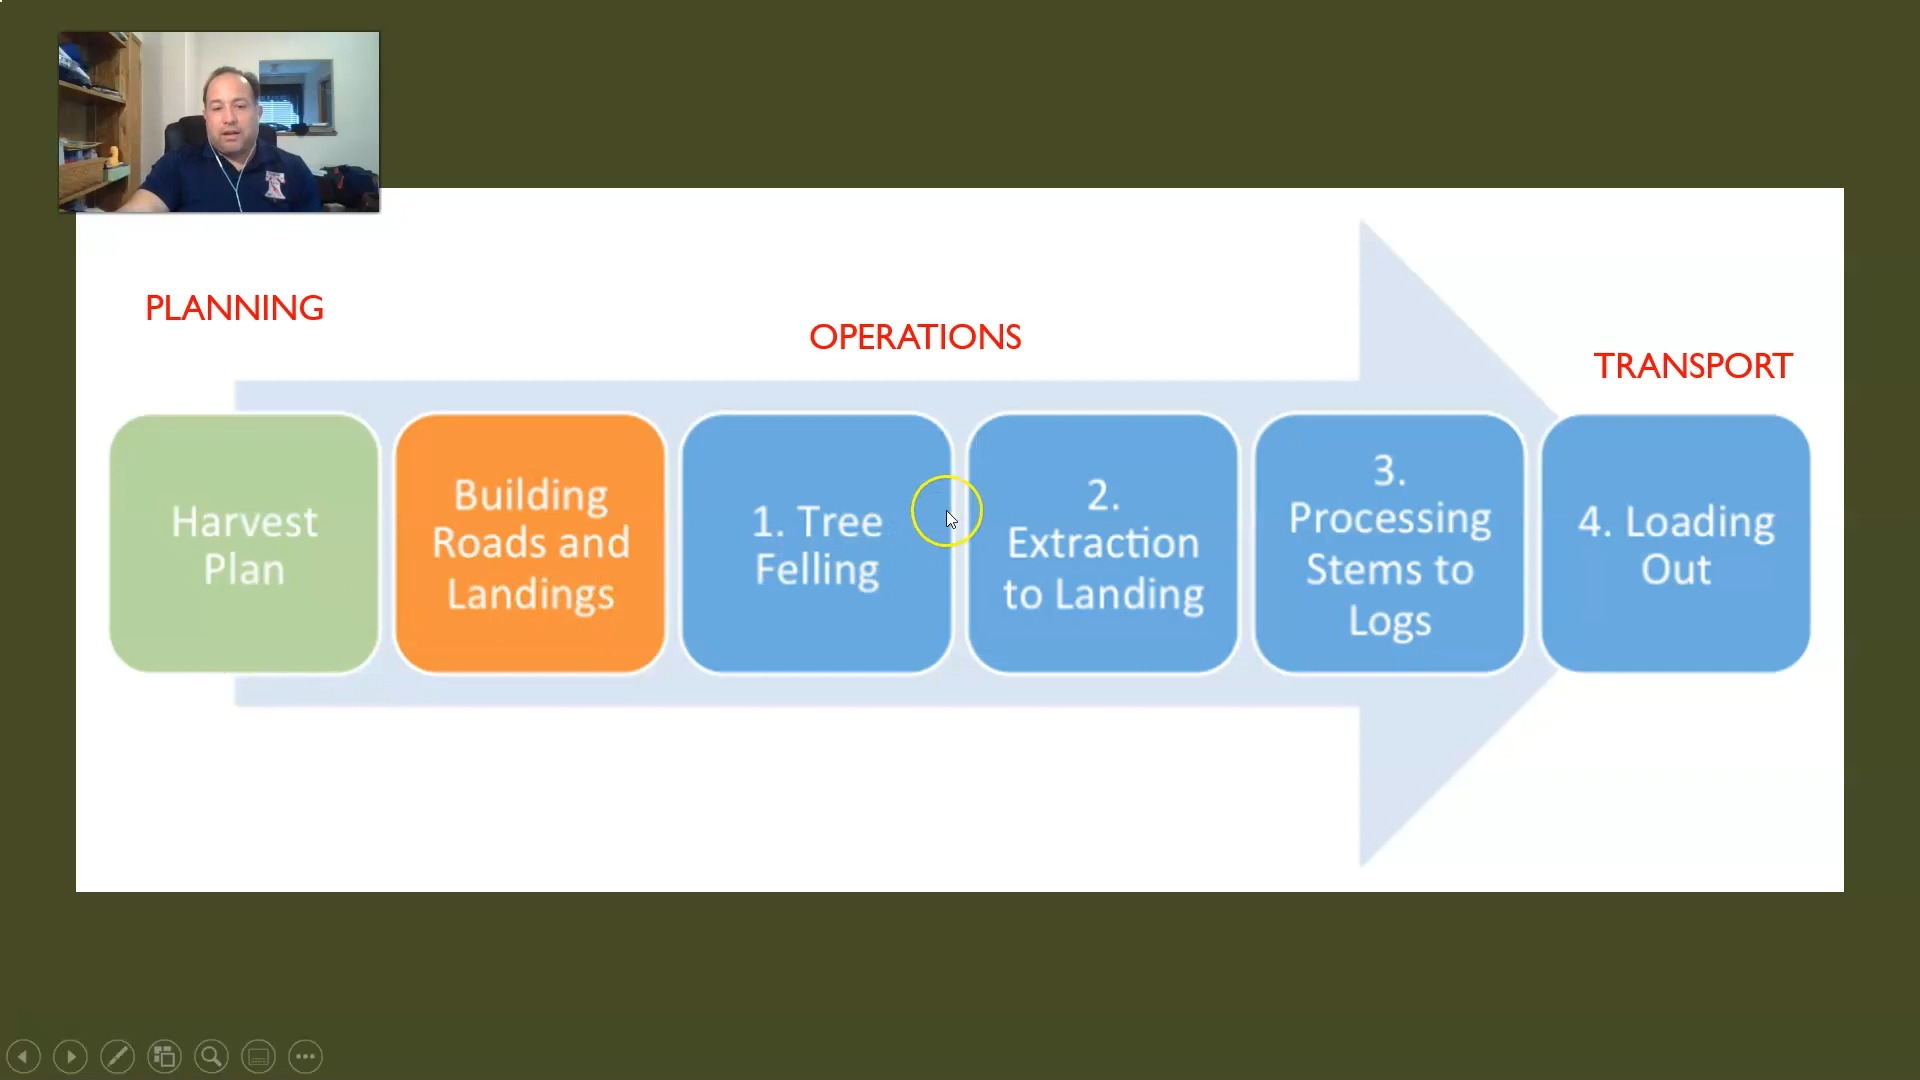 PLANNING
OPERATIONS
TRANSPORT
Harvest
Plan
Building
Roads and
Landings
1. Tree
Felling
2.
Extraction
to Landing
3.
Processing
Stems to
Logs
4. Loading
Out